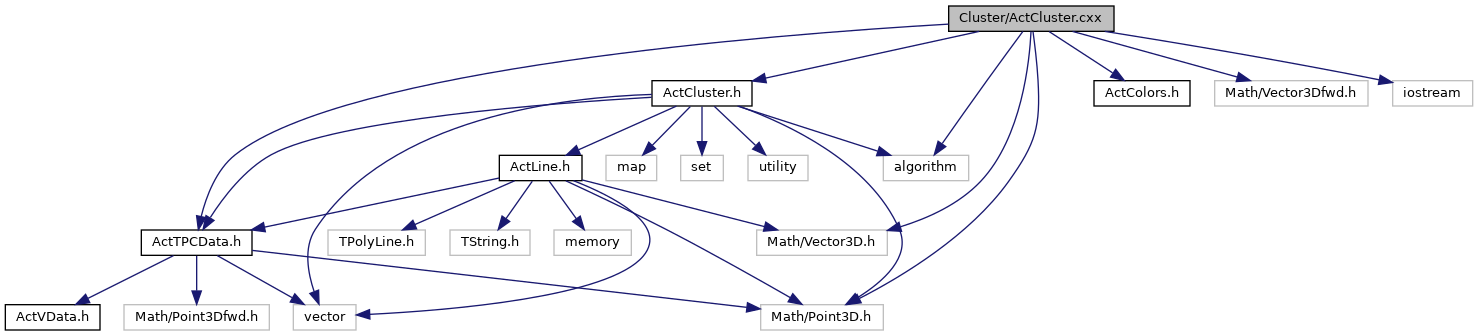 Cluster/ActCluster.cxx
ActCluster.h
ActColors.h
Math/Vector3Dfwd.h
iostream
ActLine.h
map
set
utility
algorithm
ActTPCData.h
TPolyLine.h
TString.h
memory
Math/Vector3D.h
ActVData.h
Math/Point3Dfwd.h
vector
Math/Point3D.h